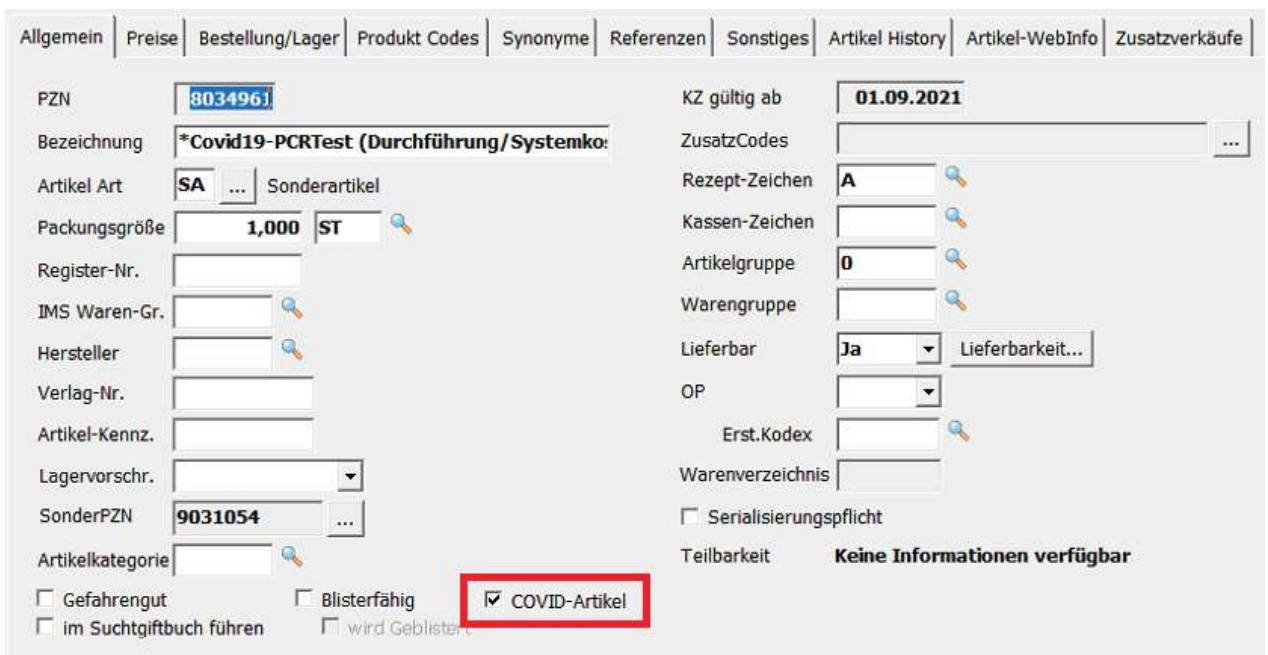 Allgemein Preise Bestellung/Lager Produkt Codes Synonyme Referenzen Sonstiges Artikel History Artikel-WebInfo Zusatzverkäufe
PZN 8034961 KZ gültig ab 01.09.2021
Bezeichnung *Covid19-PCRTest (Durchführung/Systemko ZusatzCodes ...
Artikel Art SA ... Sonderartikel Rezept-Zeichen A
Packungsgröße 1,000 ST Kassen-Zeichen
Register-Nr. Artikelgruppe 0
IMS Waren-Gr. Warengruppe
Hersteller Lieferbar Ja Lieferbarkeit...
Verlag-Nr. OP
Artikel-Kennz. Erst.Kodex
Lagervorschr. Warenverzeichnis
SonderPZN 9031054 ... Serialisierungspflicht
Artikelkategorie Teilbarkeit Keine Informationen verfügbar
Gefahrengut Blisterfähig COVID-Artikel
im Suchtgiftbuch führen wird Geblistert